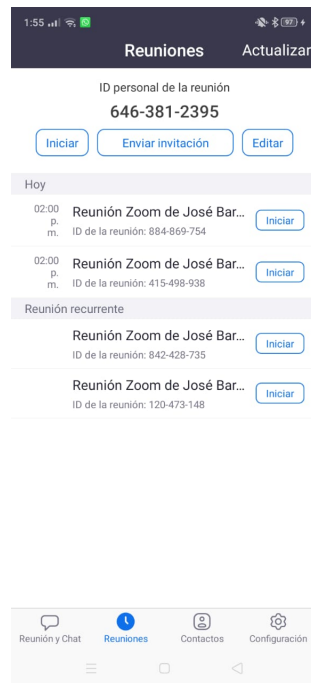 1:55
97
Reuniones
Actualizar
ID personal de la reunión
646-381-2395
Iniciar
Enviar invitación
Editar
Hoy
02:00 p. m.
Reunión Zoom de José Bar...
ID de la reunión: 884-869-754
Iniciar
02:00 p. m.
Reunión Zoom de José Bar...
ID de la reunión: 415-498-938
Iniciar
Reunión recurrente
Reunión Zoom de José Bar...
ID de la reunión: 842-428-735
Iniciar
Reunión Zoom de José Bar...
ID de la reunión: 120-473-148
Iniciar
Reunión y Chat
Reuniones
Contactos
Configuración